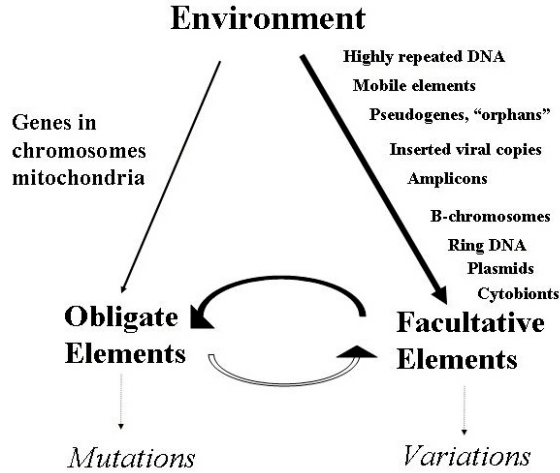 Environment
Highly repeated DNA
Mobile elements
Pseudogenes, “orphans”
Inserted viral copies
Amplicons
B-chromosomes
Ring DNA
Plasmids
Cytobionts
Genes in
chromosomes
mitochondria
Obligate
Elements
Facultative
Elements
Mutations
Variations